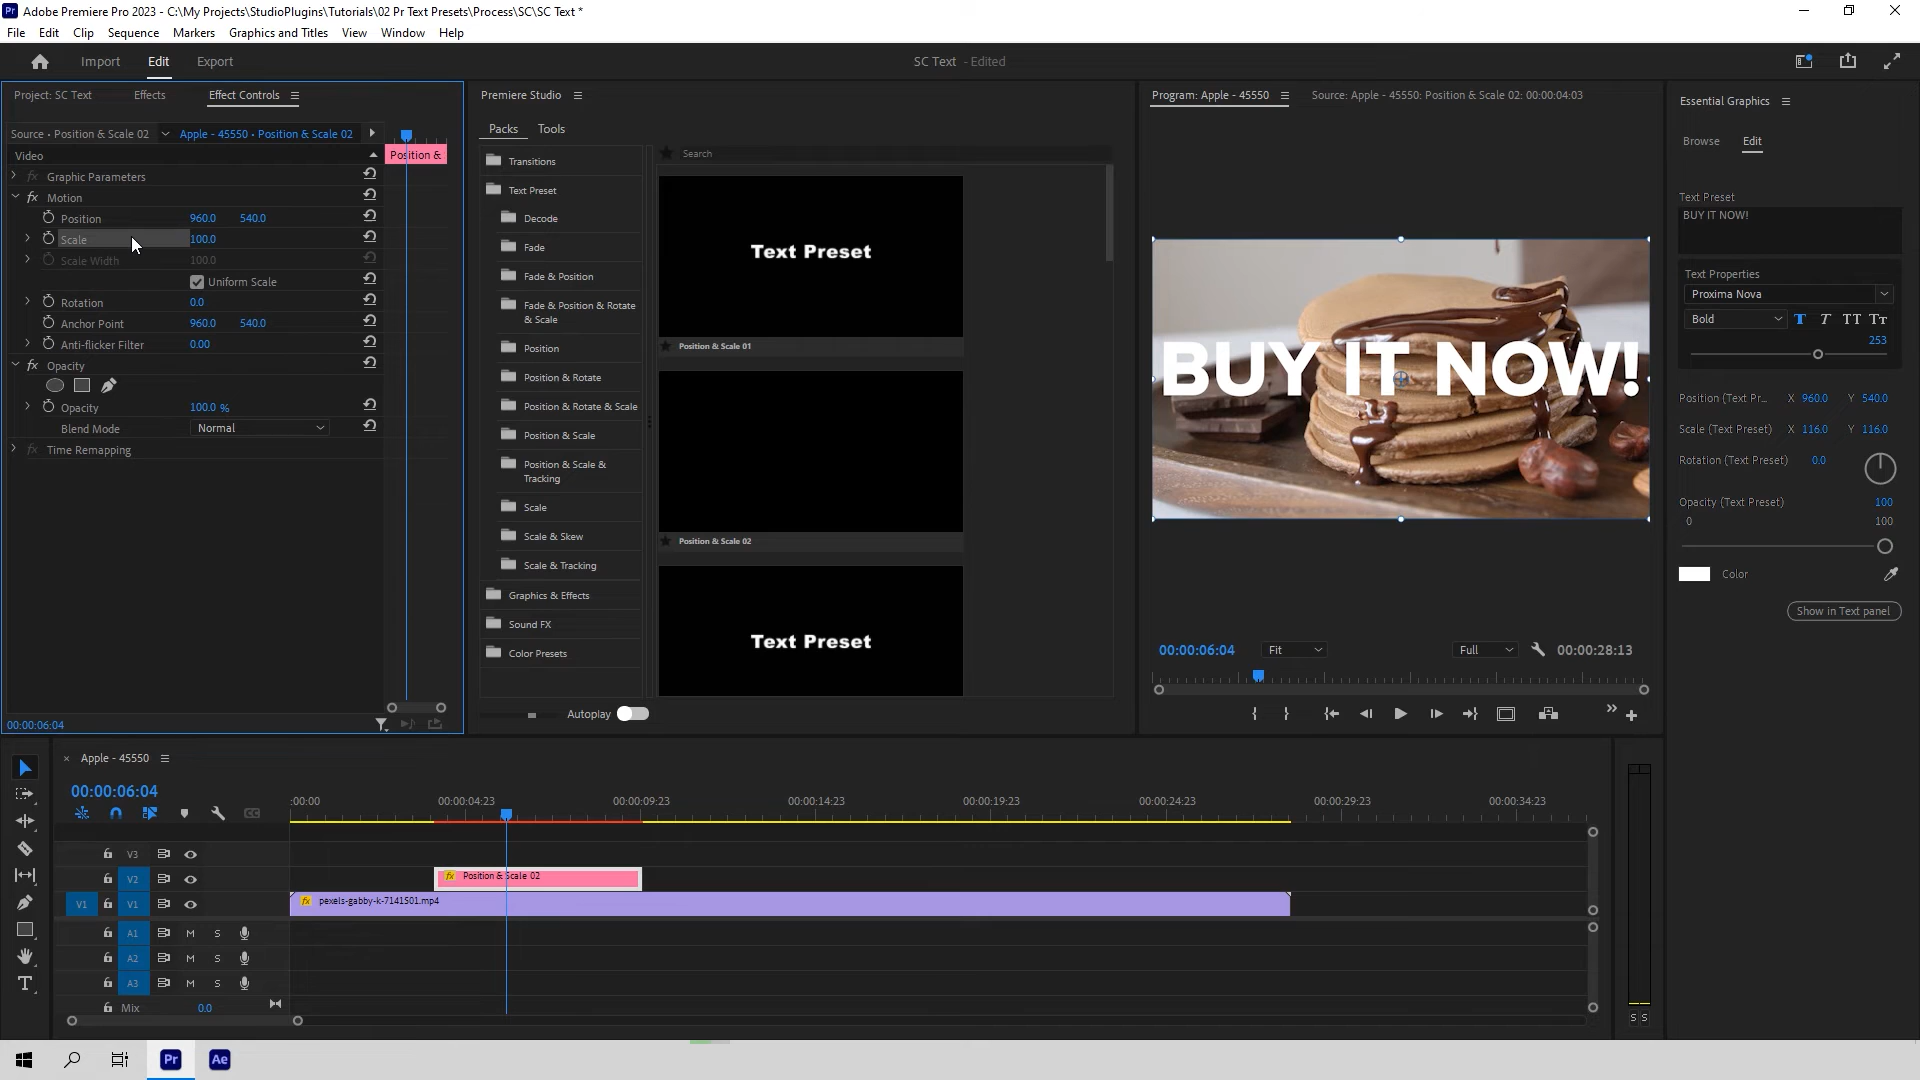 Adobe Premiere Pro 2023 - C:\My Projects\StudioPlugins\Tutorials\02 Pr Text Presets\Process\SC\SC Text *
File Edit Clip Sequence Markers Graphics and Titles View Window Help
Import Edit Export SC Text - Edited
Project: SC Text Effects Effect Controls
Source • Position & Scale 02 Apple - 45550 • Position & Scale 02
Video Position &
Graphic Parameters
fx Motion
Position 960.0 540.0
Scale 100.0
Scale Width 100.0
Uniform Scale
Rotation 0.0
Anchor Point 960.0 540.0
Anti-flicker Filter 0.00
fx Opacity
Opacity 100.0 %
Blend Mode Normal
Time Remapping
00:00:06:04
Premiere Studio
Packs Tools
Search
Transitions
Text Preset
Decode
Fade
Fade & Position
Fade & Position & Rotate
& Scale
Position
Position & Rotate
Position & Rotate & Scale
Position & Scale
Position & Scale &
Tracking
Scale
Scale & Skew
Scale & Tracking
Graphics & Effects
Sound FX
Color Presets
Text Preset
Position & Scale 01
Position & Scale 02
Text Preset
Autoplay
Program: Apple - 45550 Source: Apple - 45550: Position & Scale 02: 00:00:04:03
BUY IT NOW!
00:00:06:04 Fit Full 00:00:28:13
Essential Graphics
Browse Edit
Text Preset
BUY IT NOW!
Text Properties
Proxima Nova
Bold T T TT Tт
253
Position (Text Pr... X 960.0 Y 540.0
Scale (Text Preset) X 116.0 Y 116.0
Rotation (Text Preset) 0.0
Opacity (Text Preset) 100
0 100
Color
Show in Text panel
× Apple - 45550
00:00:06:04
:00:00 00:00:04:23 00:00:09:23 00:00:14:23 00:00:19:23 00:00:24:23 00:00:29:23 00:00:34:23
V3
V2 fx Position & Scale 02
V1 V1 fx pexels-gabby-k-7141501.mp4
A1 M S
A2 M S
A3 M S
Mix 0.0
S S
Pr Ae